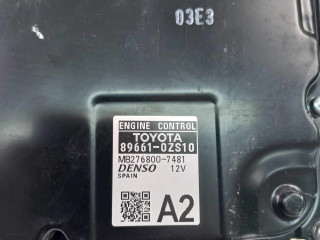 03E3
ENGINE CONTROL
TOYOTA
89661-0ZS10
MB276800-7481
DENSO 12V
SPAIN
A2